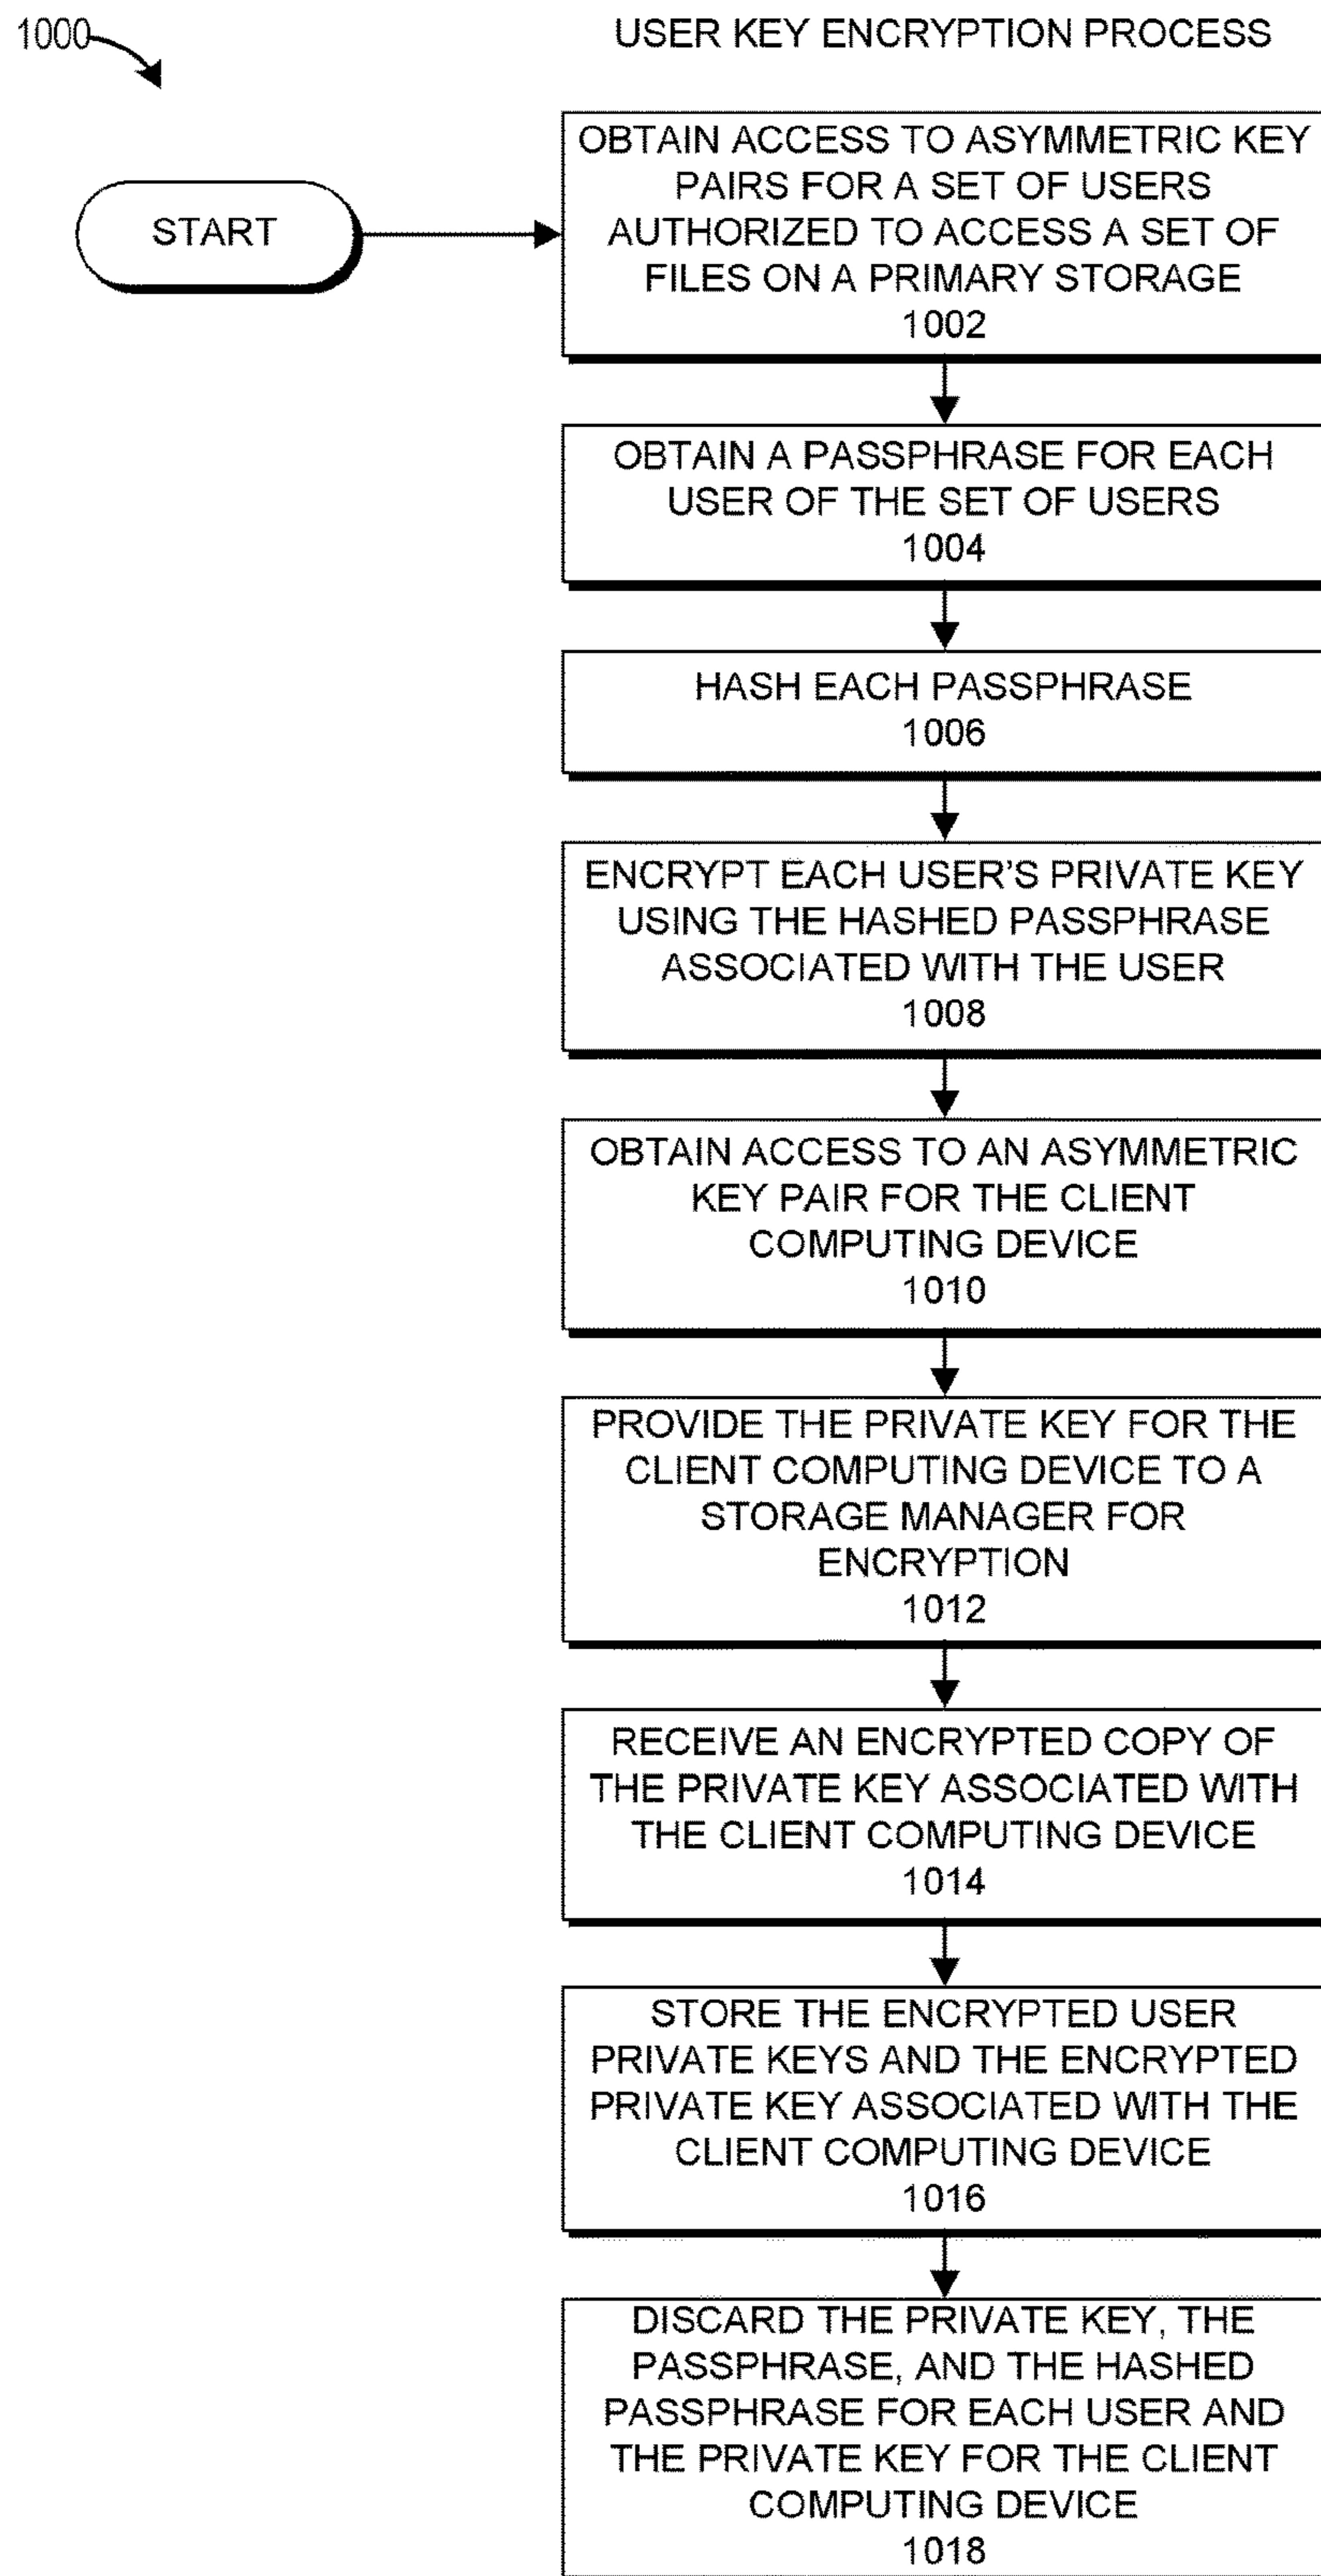 1000
USER KEY ENCRYPTION PROCESS
START
OBTAIN ACCESS TO ASYMMETRIC KEY
PAIRS FOR A SET OF USERS
AUTHORIZED TO ACCESS A SET OF
FILES ON A PRIMARY STORAGE
1002
OBTAIN A PASSPHRASE FOR EACH
USER OF THE SET OF USERS
1004
HASH EACH PASSPHRASE
1006
ENCRYPT EACH USER'S PRIVATE KEY
USING THE HASHED PASSPHRASE
ASSOCIATED WITH THE USER
1008
OBTAIN ACCESS TO AN ASYMMETRIC
KEY PAIR FOR THE CLIENT
COMPUTING DEVICE
1010
PROVIDE THE PRIVATE KEY FOR THE
CLIENT COMPUTING DEVICE TO A
STORAGE MANAGER FOR
ENCRYPTION
1012
RECEIVE AN ENCRYPTED COPY OF
THE PRIVATE KEY ASSOCIATED WITH
THE CLIENT COMPUTING DEVICE
1014
STORE THE ENCRYPTED USER
PRIVATE KEYS AND THE ENCRYPTED
PRIVATE KEY ASSOCIATED WITH THE
CLIENT COMPUTING DEVICE
1016
DISCARD THE PRIVATE KEY, THE
PASSPHRASE, AND THE HASHED
PASSPHRASE FOR EACH USER AND
THE PRIVATE KEY FOR THE CLIENT
COMPUTING DEVICE
1018